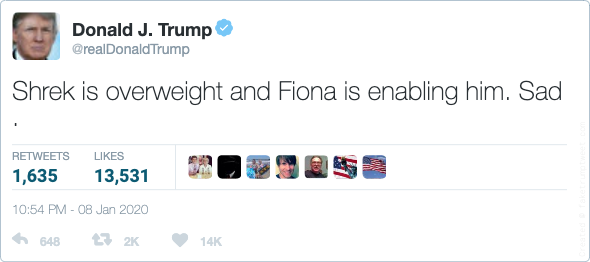 Donald J. Trump
@realDonaldTrump
Shrek is overweight and Fiona is enabling him. Sad
.
RETWEETS LIKES
1,635 13,531
10:54 PM - 08 Jan 2020
648 2K 14K